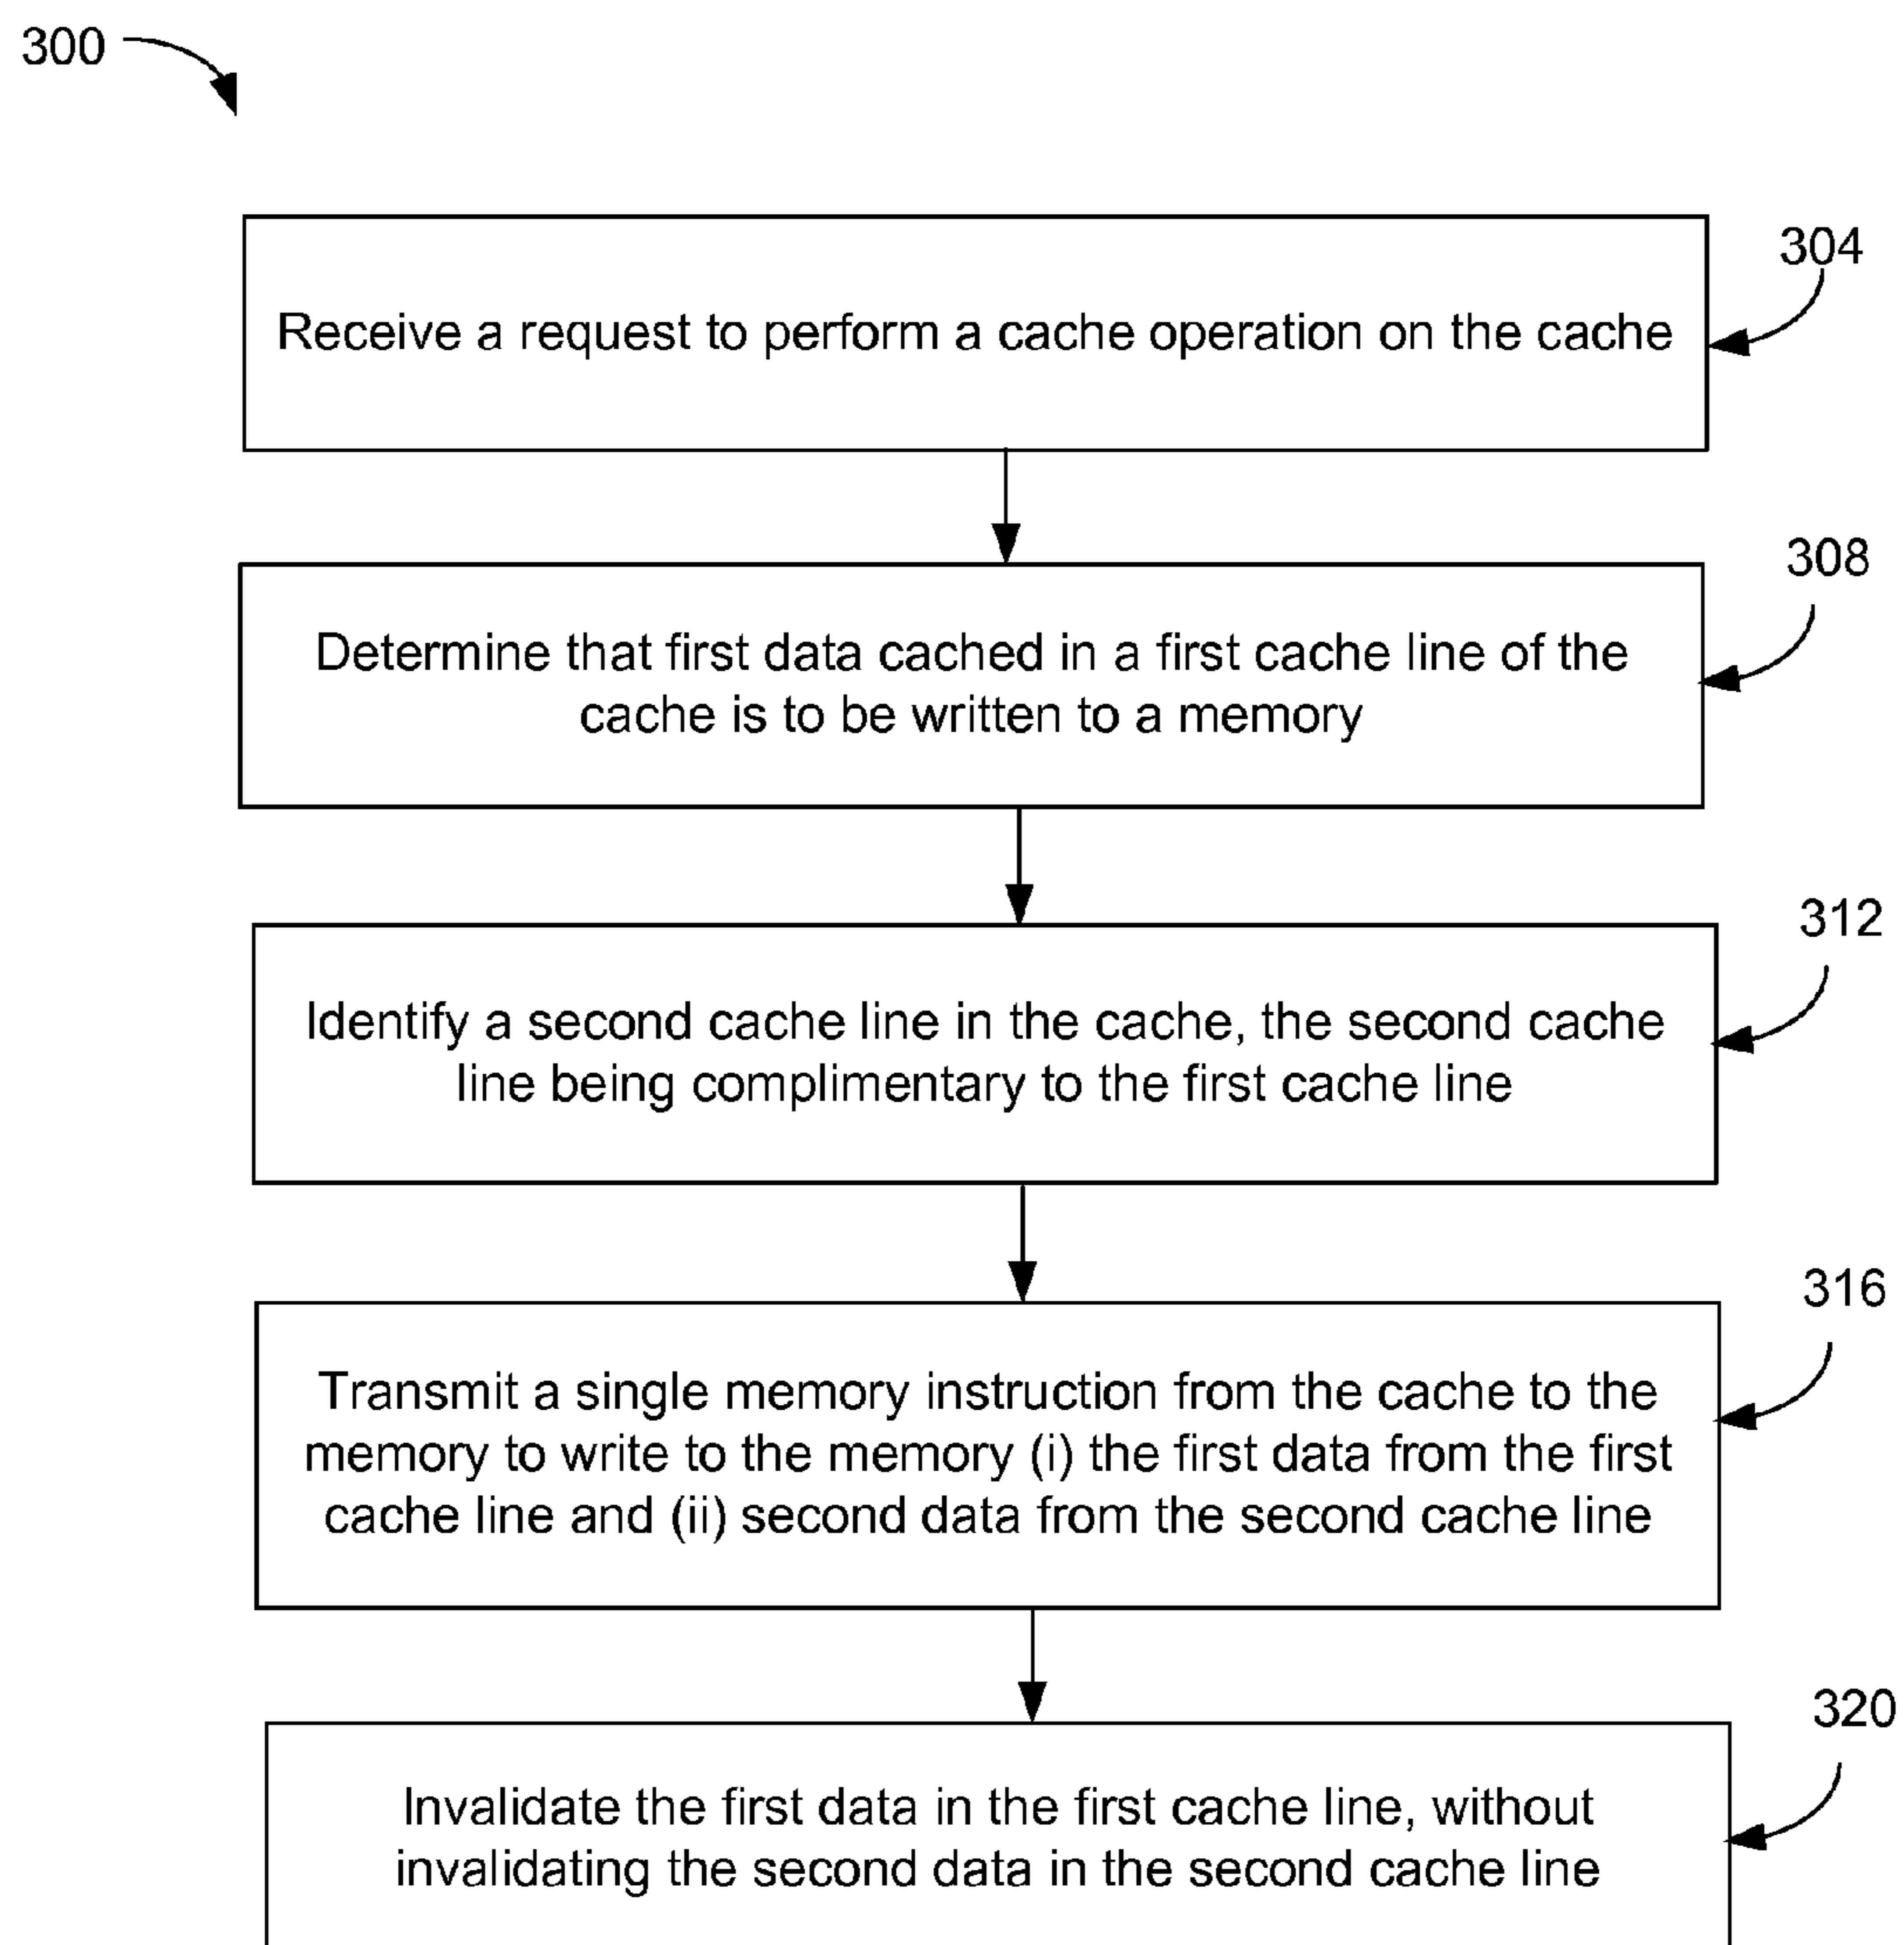 300
304
Receive a request to perform a cache operation on the cache
308
Determine that first data cached in a first cache line of the
cache is to be written to a memory
312
Identify a second cache line in the cache, the second cache
line being complimentary to the first cache line
316
Transmit a single memory instruction from the cache to the
memory to write to the memory (i) the first data from the first
cache line and (ii) second data from the second cache line
320
Invalidate the first data in the first cache line, without
invalidating the second data in the second cache line